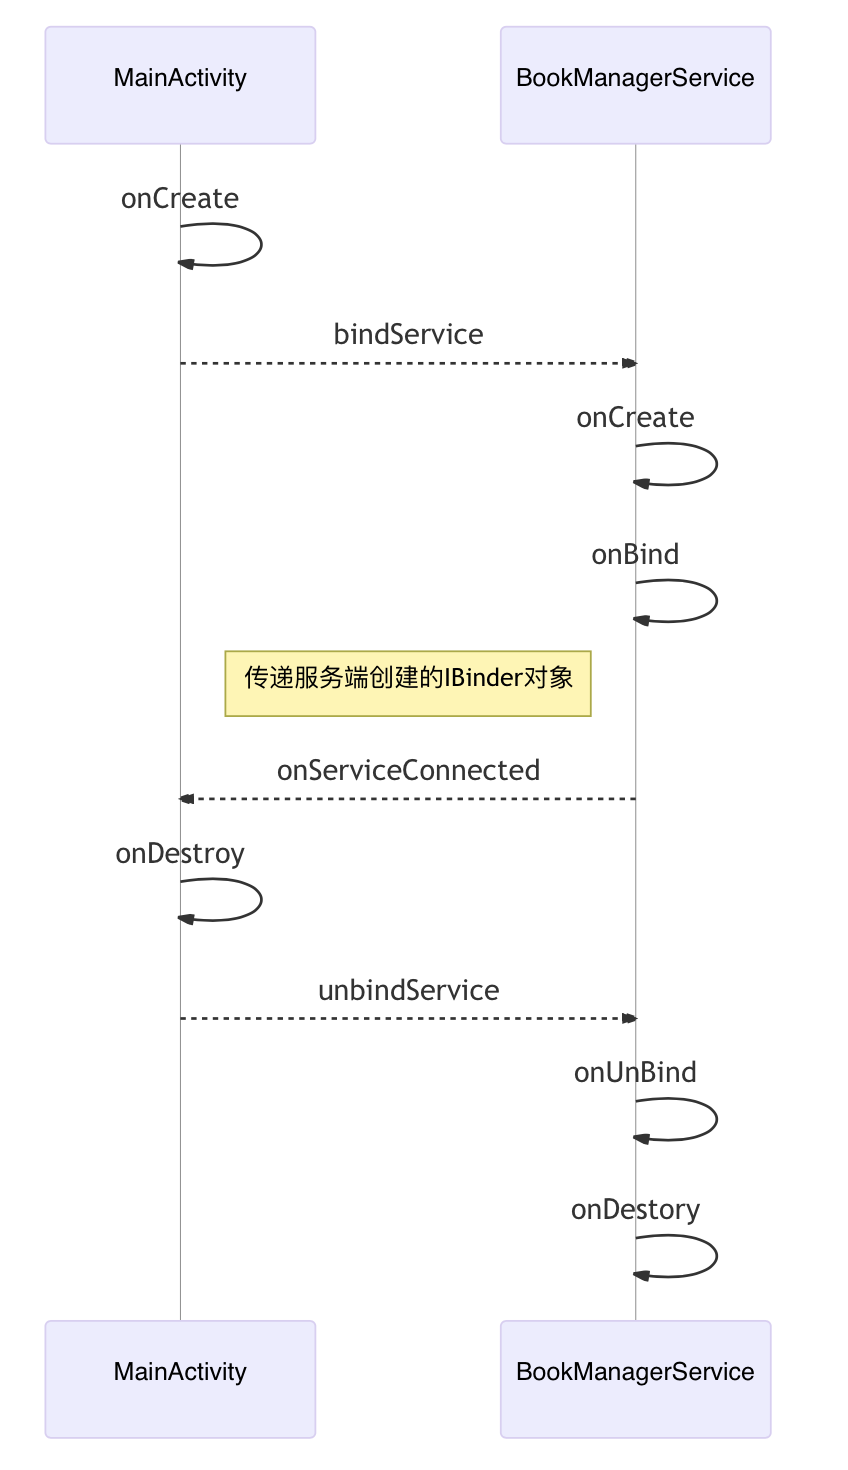 MainActivity
BookManagerService
onCreate
bindService
onCreate
onBind
传递服务端创建的IBinder对象
onServiceConnected
onDestroy
unbindService
onUnBind
onDestory
MainActivity
BookManagerService